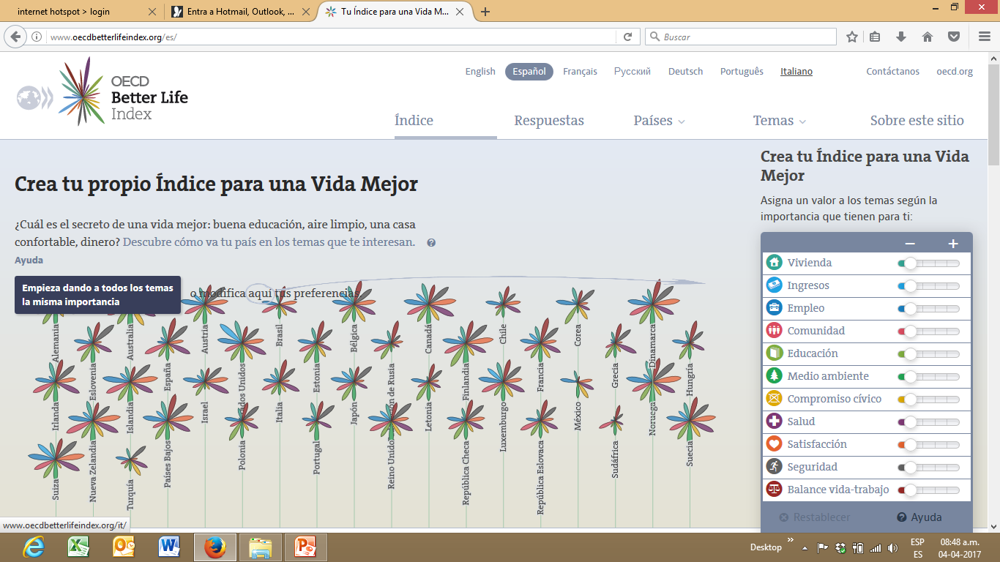 internet hotspot > login
Entra a Hotmail, Outlook, ...
Tu Índice para una Vida M...
www.oecdbetterlifeindex.org/es/
Buscar
OECD
Better Life
Index
English Español Français Русский Deutsch Português Italiano Contáctanos oecd.org
Índice Respuestas Países Temas Sobre este sitio
Crea tu propio Índice para una Vida Mejor
¿Cuál es el secreto de una vida mejor: buena educación, aire limpio, una casa
confortable, dinero? Descubre cómo va tu país en los temas que te interesan.
Ayuda
Empieza dando a todos los temas
la misma importancia
o modifica aquí tus preferencias
Alemania
Australia
Austria
Brasil
Bélgica
Canadá
Chile
Corea
Dinamarca
Eslovenia
España
Estados Unidos
Estonia
Federación de Rusia
Finlandia
Francia
Grecia
Hungría
Irlanda
Islandia
Israel
Italia
Japón
Letonia
Luxemburgo
México
Noruega
Nueva Zelandia
Países Bajos
Polonia
Portugal
Reino Unido
República Checa
República Eslovaca
Sudáfrica
Suecia
Suiza
Turquía
Crea tu Índice para una Vida
Mejor
Asigna un valor a los temas según la
importancia que tienen para ti:
Vivienda
Ingresos
Empleo
Comunidad
Educación
Medio ambiente
Compromiso cívico
Salud
Satisfacción
Seguridad
Balance vida-trabajo
Restablecer Ayuda
www.oecdbetterlifeindex.org/it/
Desktop
ESP
ES
08:48 a.m.
04-04-2017